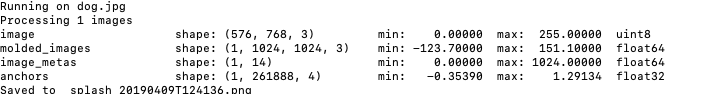 Running on dog.jpg
Processing 1 images
image shape: (576, 768, 3) min: 0.00000 max: 255.00000 uint8
molded_images shape: (1, 1024, 1024, 3) min: -123.70000 max: 151.10000 float64
image_metas shape: (1, 14) min: 0.00000 max: 1024.00000 float64
anchors shape: (1, 261888, 4) min: -0.35390 max: 1.29134 float32
Saved to splash_20190409T124136.png